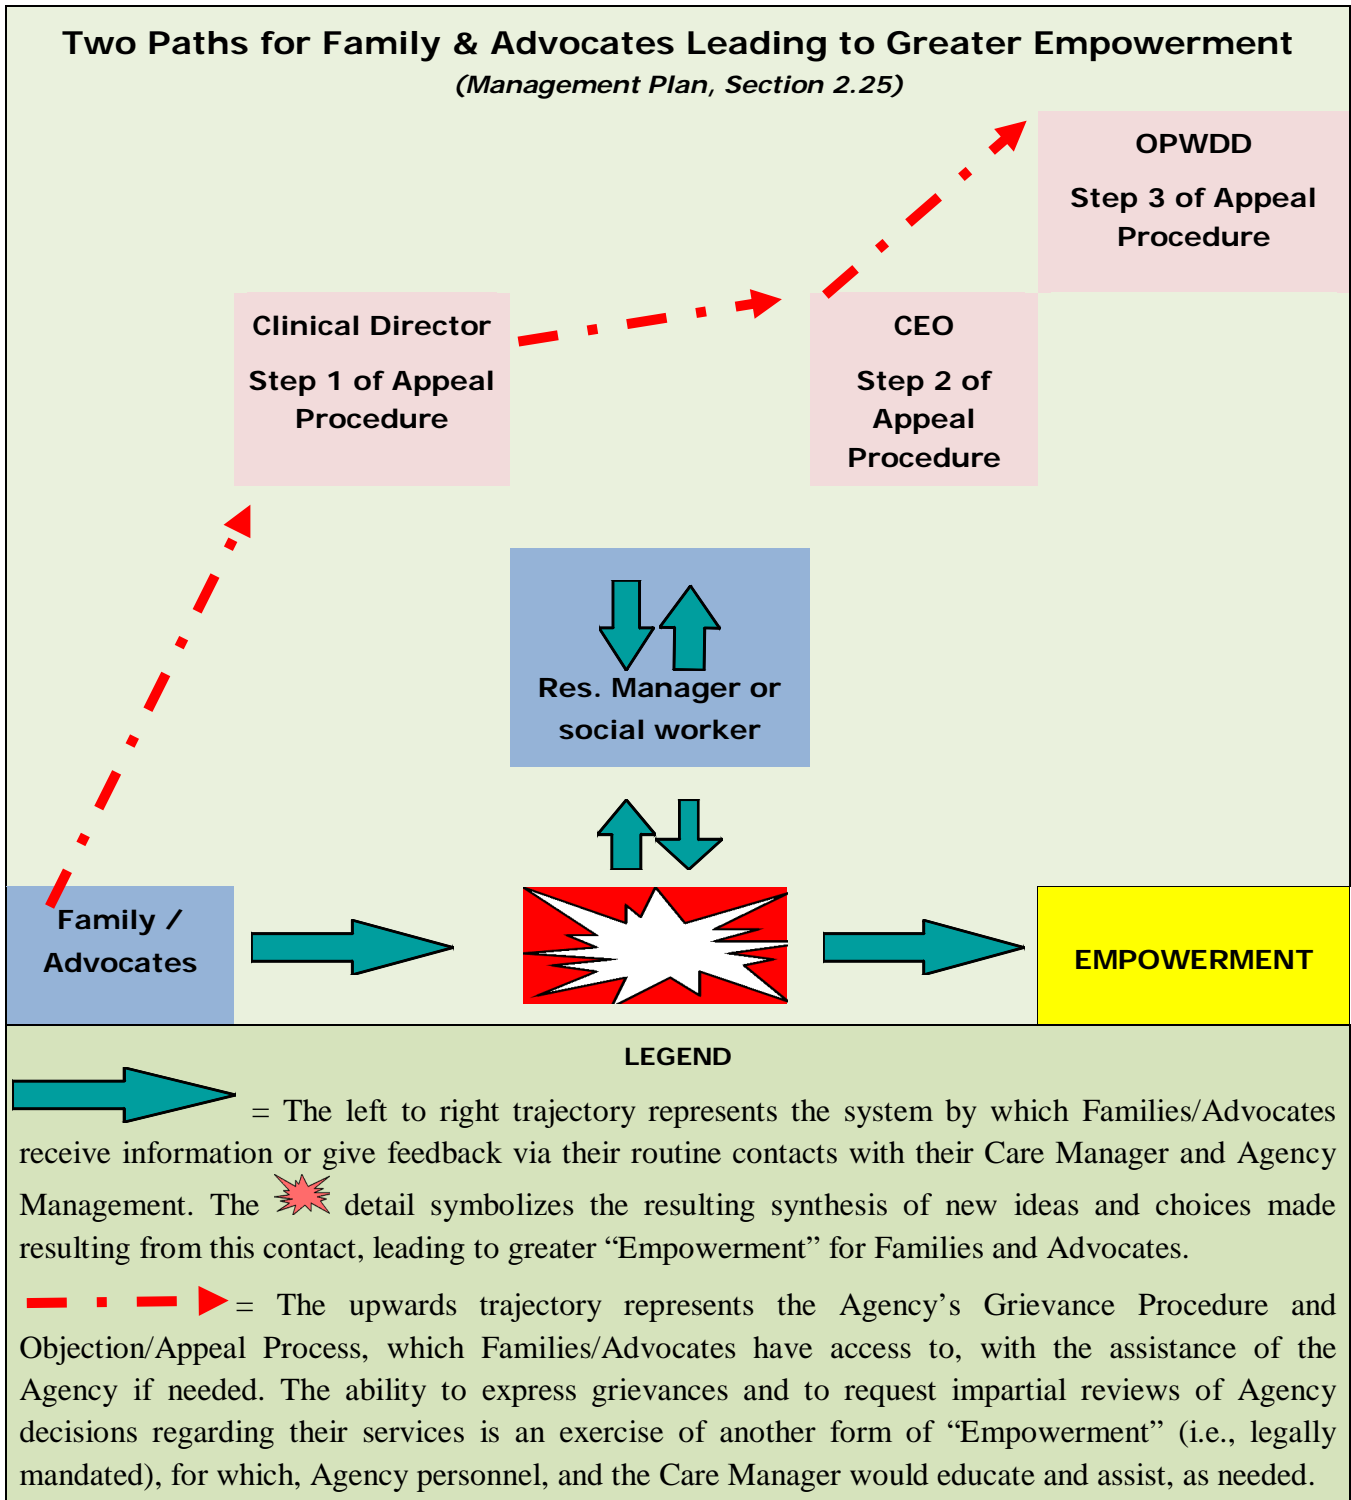 Two Paths for Family & Advocates Leading to Greater Empowerment
(Management Plan, Section 2.25)
OPWDD
Step 3 of Appeal
Procedure
Clinical Director
Step 1 of Appeal
Procedure
CEO
Step 2 of
Appeal
Procedure
Res. Manager or
social worker
Family /
Advocates
EMPOWERMENT
LEGEND
= The left to right trajectory represents the system by which Families/Advocates
receive information or give feedback via their routine contacts with their Care Manager and Agency
Management. The detail symbolizes the resulting synthesis of new ideas and choices made
resulting from this contact, leading to greater “Empowerment” for Families and Advocates.
= The upwards trajectory represents the Agency’s Grievance Procedure and
Objection/Appeal Process, which Families/Advocates have access to, with the assistance of the
Agency if needed. The ability to express grievances and to request impartial reviews of Agency
decisions regarding their services is an exercise of another form of “Empowerment” (i.e., legally
mandated), for which, Agency personnel, and the Care Manager would educate and assist, as needed.